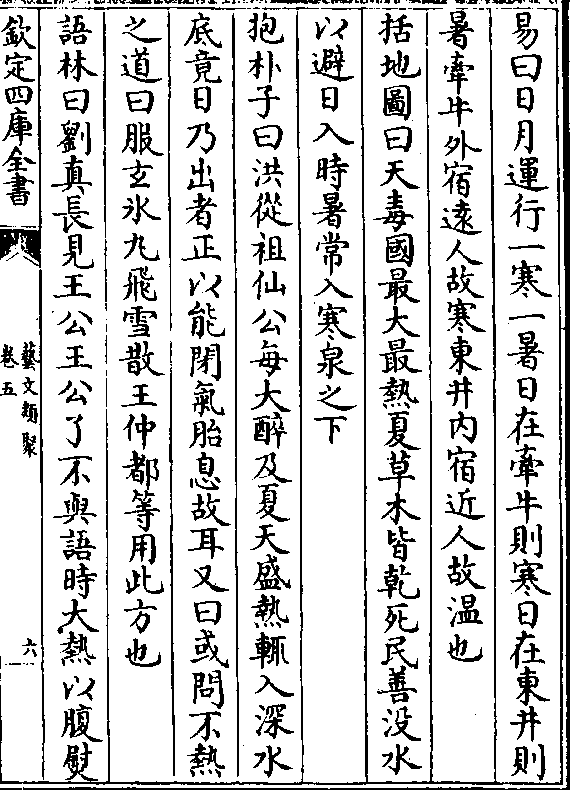 易曰日月運行一寒一暑日在牽牛則寒日在東井則
暑牽牛外宿遠人故寒東井内宿近人故温也
括地圖曰天毒國最大最熱夏草木皆乾死民善没水
以避日入時暑常入寒泉之下
抱朴子曰洪從祖仙公每大醉及夏天盛熱輒入深水
底竟日乃出者正以能閉氣胎息故耳又曰或問不熱
之道曰服玄氷丸飛雪散王仲都等用此方也
語林曰劉真長見王公王公了不與語時大熱以腹熨
欽定四庫全書
藝文類聚
卷五
六